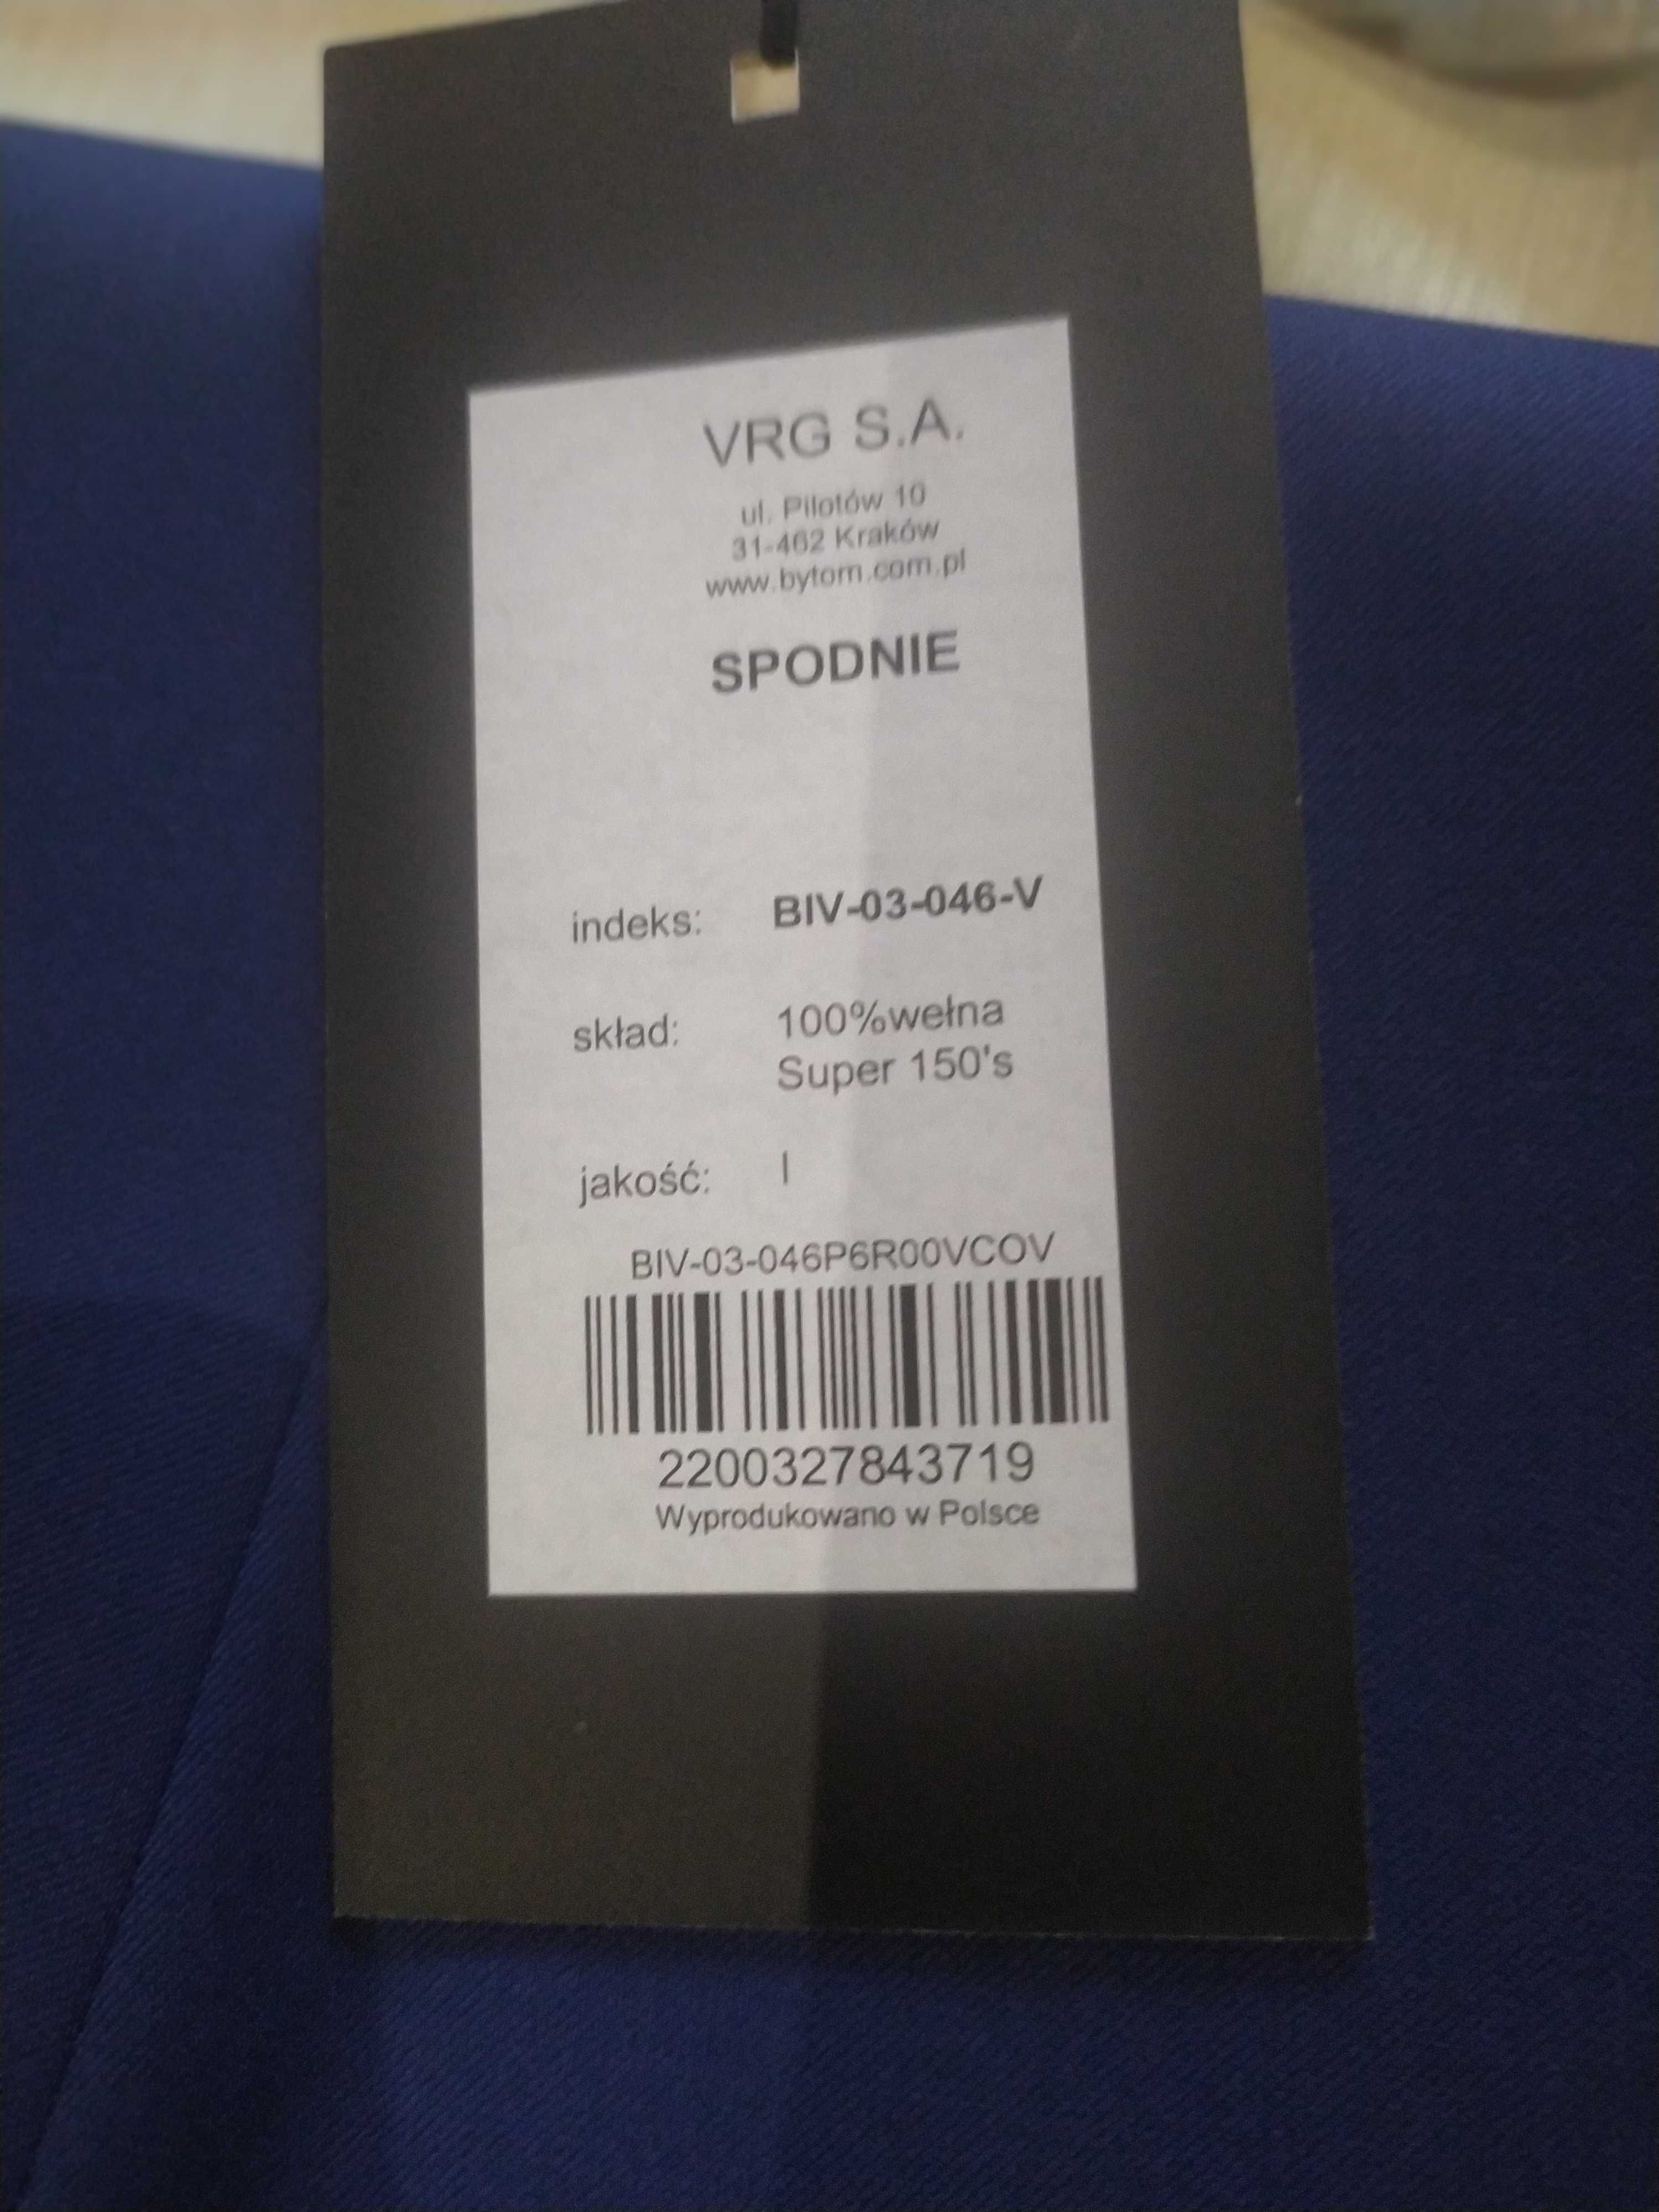 VRG S.A.
ul. Pilotów 10
31-462 Kraków
www.bytom.com.pl
SPODNIE
indeks: BIV-03-046-V
skład: 100%wełna
Super 150's
jakość: I
BIV-03-046P6R00VCOV
2200327843719
Wyprodukowano w Polsce